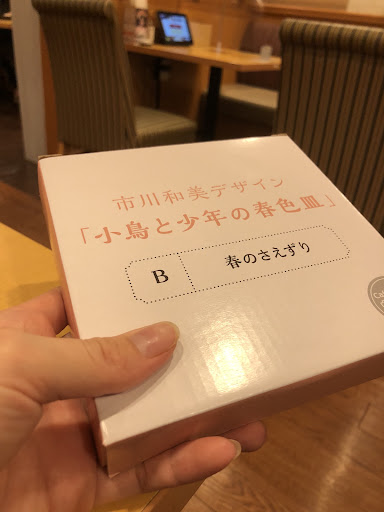 市川和美デザイン
「小鳥と少年の春色皿」
B
春のさえずり